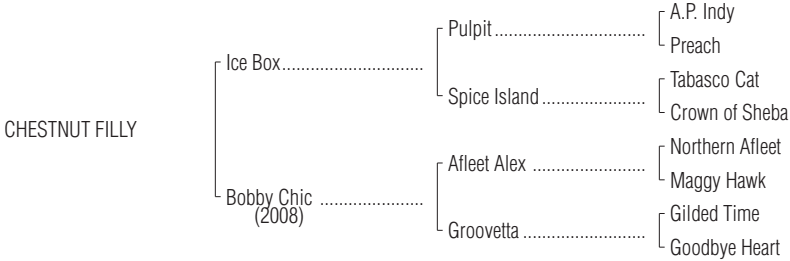 A.P. Indy
Pulpit..............................
Preach
Ice Box............................
Tabasco Cat
Spice Island.....................
Crown of Sheba
CHESTNUT FILLY
Northern Afleet
Afleet Alex .......................
Maggy Hawk
Bobby Chic .....................
(2008)
Gilded Time
Groovetta .........................
Goodbye Heart